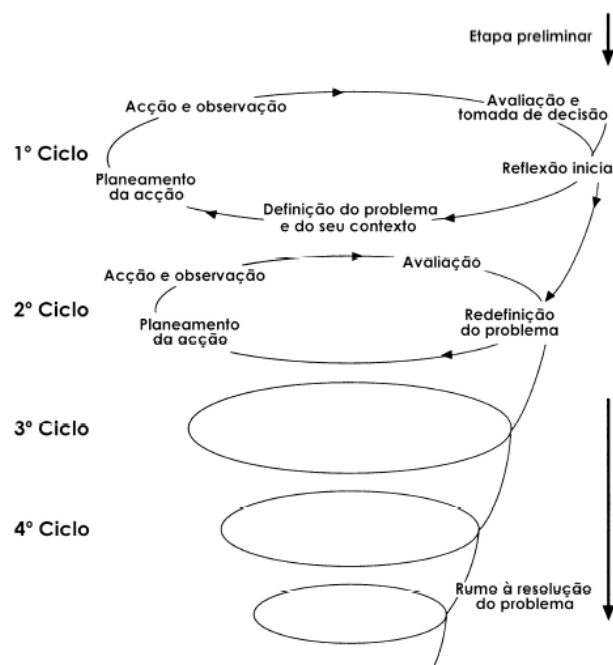 Etapa preliminar
Acção e observação
Avaliação e
tomada de decisão
1º Ciclo
Reflexão inicia
Planeamento
da acção
Definição do problema
e do seu contexto
Avaliação
Acção e observação
2º Ciclo
Redefinição
do problema
Planeamento
da acção
3º Ciclo
4º Ciclo
Rumo à resolução
do problema